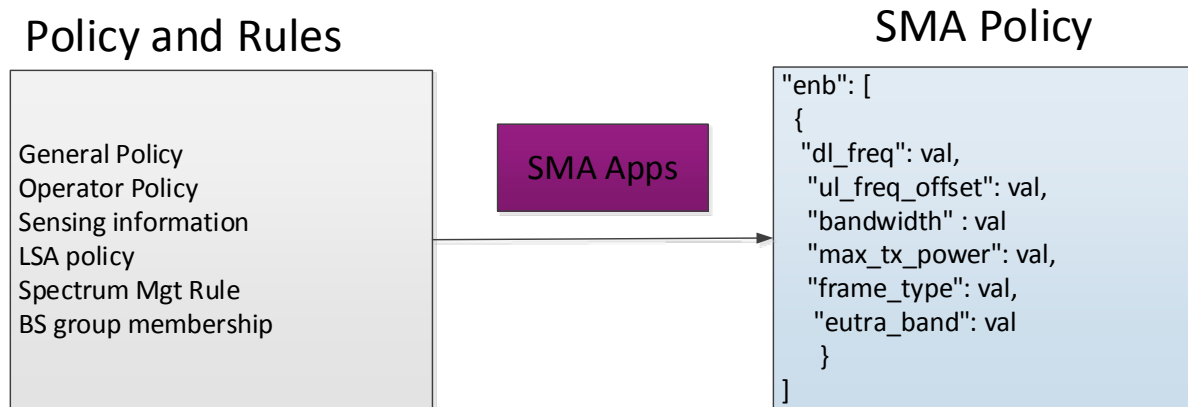 Policy and Rules
General Policy
Operator Policy
Sensing information
LSA policy
Spectrum Mgt Rule
BS group membership
SMA Apps
SMA Policy
"enb": [
{
"dl_freq": val,
"ul_freq_offset": val,
"bandwidth" : val
"max_tx_power": val,
"frame_type": val,
"eutra_band": val
}
]